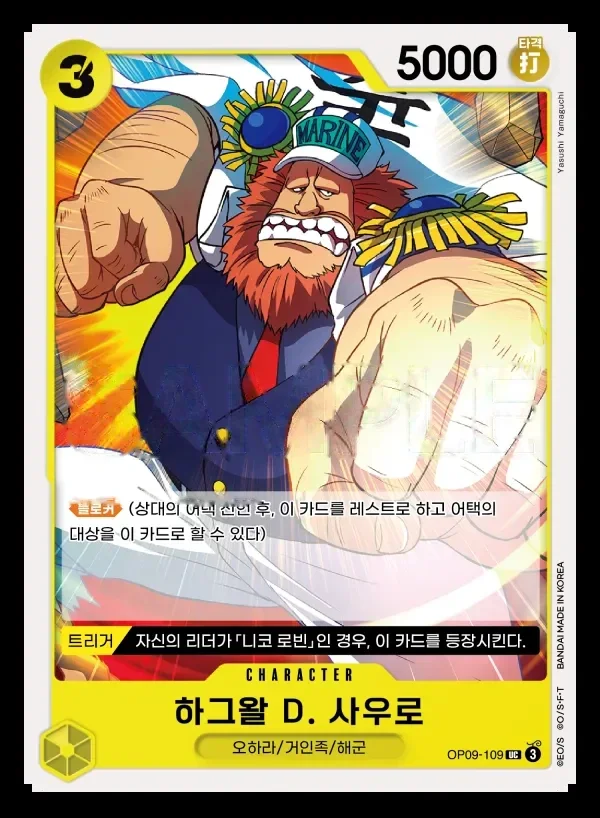 3
5000
타격
打
MARINE
Yasushi Yamaguchi
SAMPLE
블로커 (상대의 어택 선언 후, 이 카드를 레스트로 하고 어택의
대상을 이 카드로 할 수 있다)
트리거 자신의 리더가 「니코 로빈」인 경우, 이 카드를 등장시킨다.
CHARACTER
하그왈 D. 사우로
오하라/거인족/해군
OP09-109 UC 3
©EO/S ©O/S·F·T BANDAI MADE IN KOREA